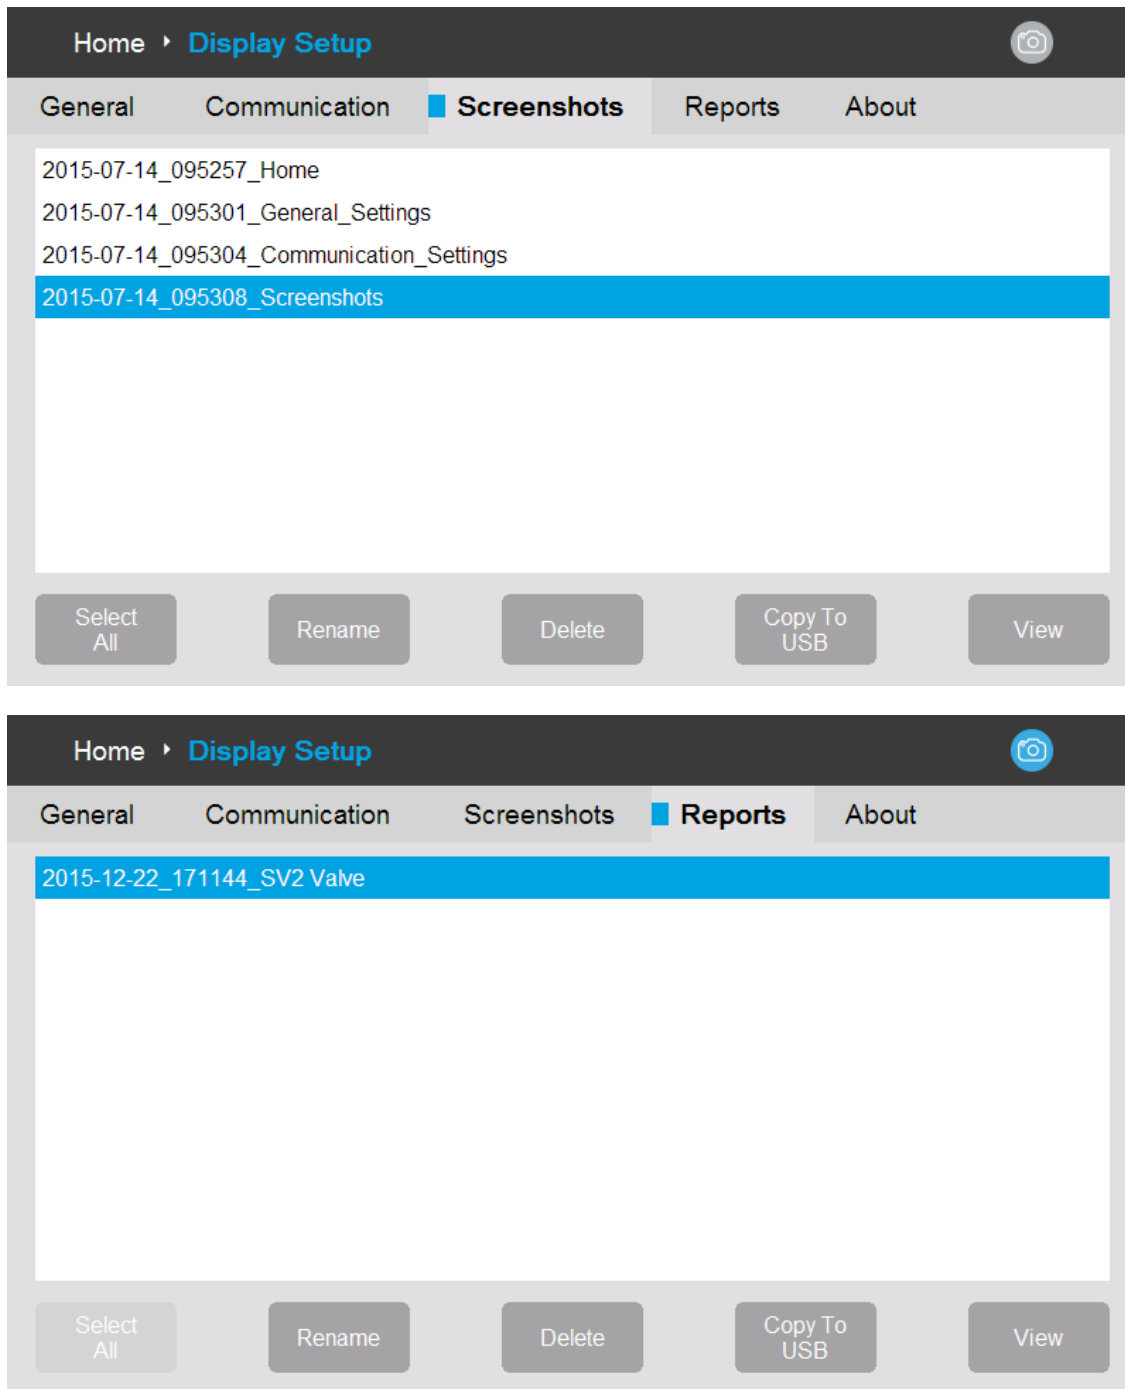 Home Display Setup
General Communication Screenshots Reports About
2015-07-14_095257_Home
2015-07-14_095301_General_Settings
2015-07-14_095304_Communication_Settings
2015-07-14_095308_Screenshots
Select All Rename Delete Copy To USB View
Home Display Setup
General Communication Screenshots Reports About
2015-12-22_171144_SV2 Valve
Select All Rename Delete Copy To USB View